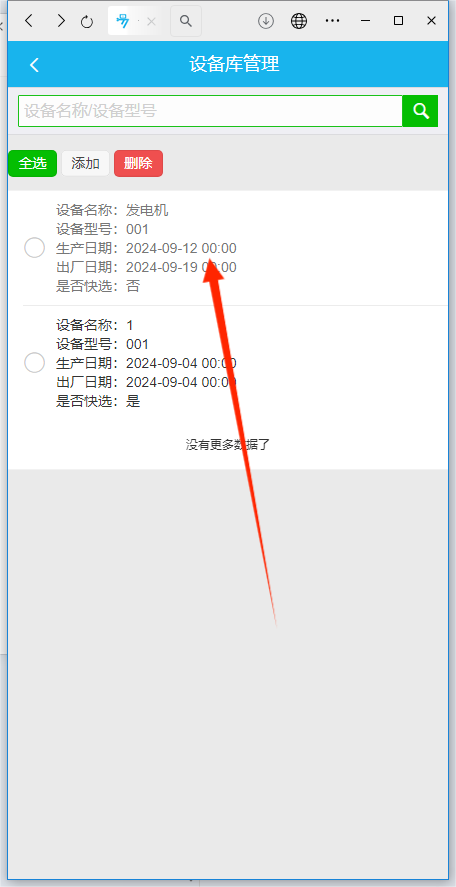 设备库管理
设备名称/设备型号
全选 添加 删除
设备名称：发电机
设备型号：001
生产日期：2024-09-12 00:00
出厂日期：2024-09-19 00:00
是否快选：否
设备名称：1
设备型号：001
生产日期：2024-09-04 00:00
出厂日期：2024-09-04 00:00
是否快选：是
没有更多数据了